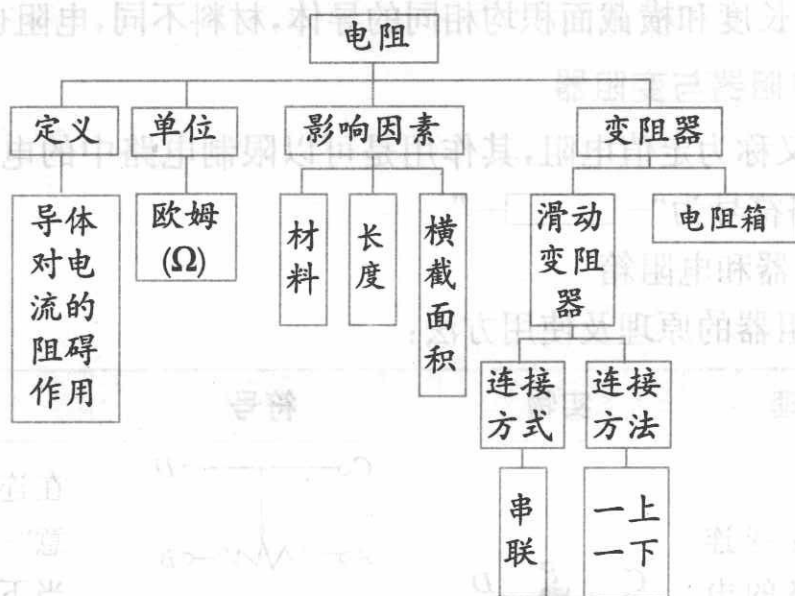 电阻
定义
单位
影响因素
变阻器
导体
对电
流的
阻碍
作用
欧姆
(Ω)
材
料
长
度
横
截
面
积
滑动
变阻
器
电阻箱
连接
方式
连接
方法
串
联
一上
一下